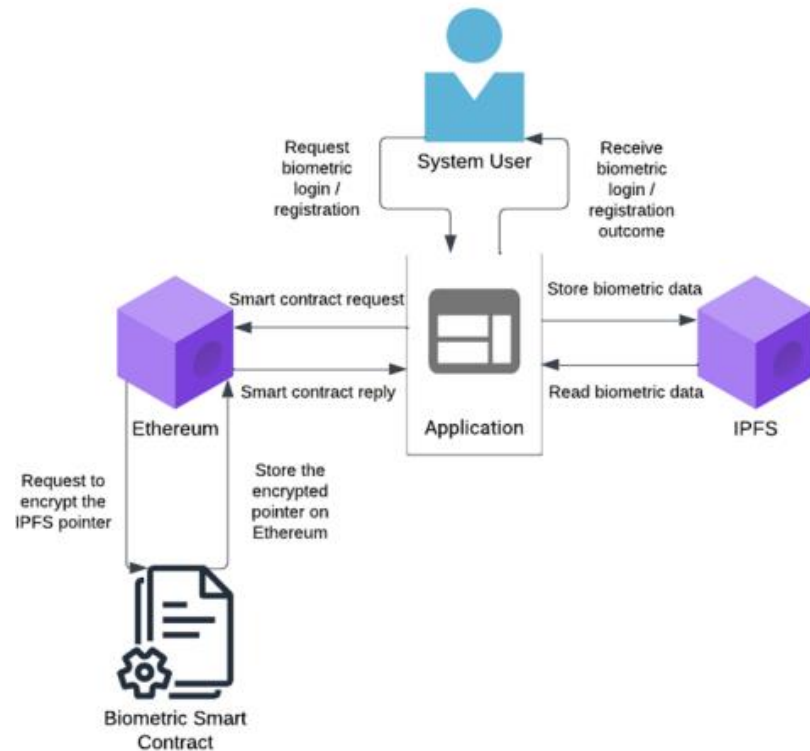 Request
biometric
login /
registration
System User
Receive
biometric
login /
registration
outcome
Smart contract request
Store biometric data
Smart contract reply
Read biometric data
Ethereum
Application
IPFS
Request to
encrypt the
IPFS pointer
Store the
encrypted
pointer on
Ethereum
Biometric Smart
Contract